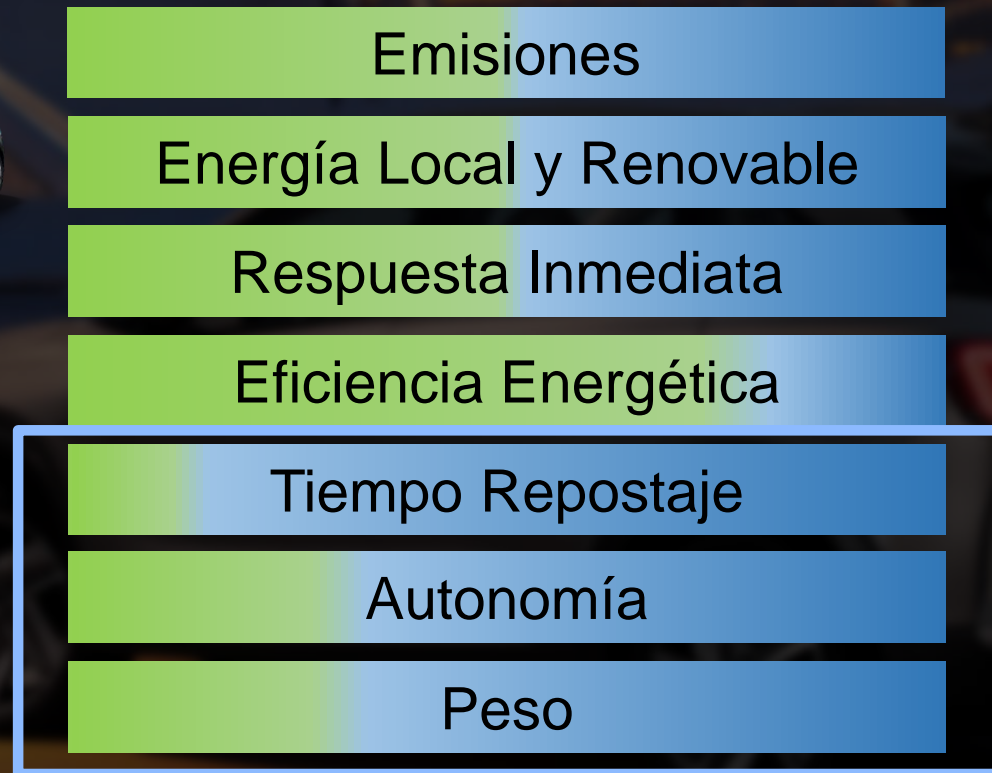 Emisiones
Energía Local y Renovable
Respuesta Inmediata
Eficiencia Energética
Tiempo Repostaje
Autonomía
Peso